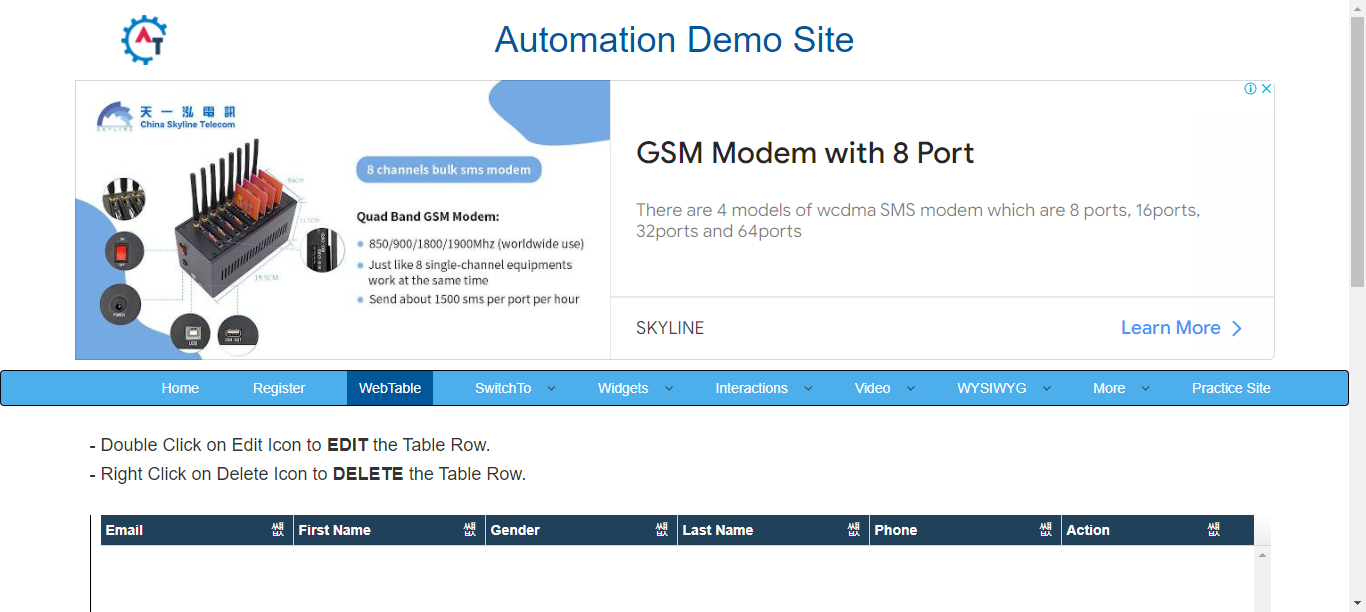 AT
Automation Demo Site
天一泓電訊
SKYLINE
China Skyline Telecom
8 channels bulk sms modem
Quad Band GSM Modem:
850/900/1800/1900Mhz (worldwide use)
Just like 8 single-channel equipments
work at the same time
Send about 1500 sms per port per hour
POWER
USB
GSM Modem with 8 Port
There are 4 models of wcdma SMS modem which are 8 ports, 16ports,
32ports and 64ports
SKYLINE
Learn More
Home Register WebTable SwitchTo Widgets Interactions Video WYSIWYG More Practice Site
- Double Click on Edit Icon to EDIT the Table Row.
- Right Click on Delete Icon to DELETE the Table Row.
Email First Name Gender Last Name Phone Action